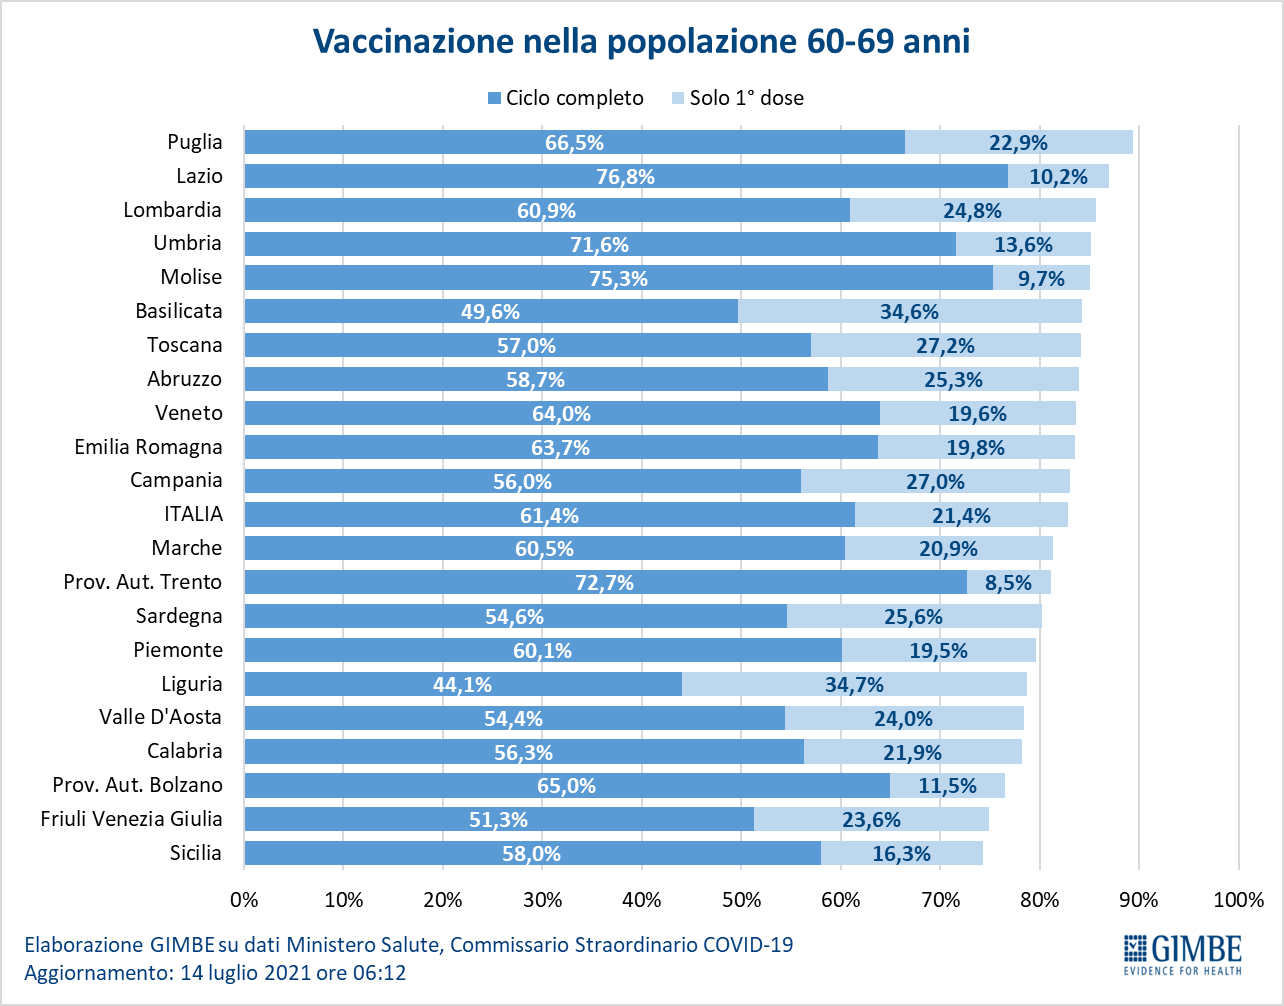 Vaccinazione nella popolazione 60-69 anni
Ciclo completo Solo 1° dose
Puglia 66,5% 22,9%
Lazio 76,8% 10,2%
Lombardia 60,9% 24,8%
Umbria 71,6% 13,6%
Molise 75,3% 9,7%
Basilicata 49,6% 34,6%
Toscana 57,0% 27,2%
Abruzzo 58,7% 25,3%
Veneto 64,0% 19,6%
Emilia Romagna 63,7% 19,8%
Campania 56,0% 27,0%
ITALIA 61,4% 21,4%
Marche 60,5% 20,9%
Prov. Aut. Trento 72,7% 8,5%
Sardegna 54,6% 25,6%
Piemonte 60,1% 19,5%
Liguria 44,1% 34,7%
Valle D'Aosta 54,4% 24,0%
Calabria 56,3% 21,9%
Prov. Aut. Bolzano 65,0% 11,5%
Friuli Venezia Giulia 51,3% 23,6%
Sicilia 58,0% 16,3%
0% 10% 20% 30% 40% 50% 60% 70% 80% 90% 100%
Elaborazione GIMBE su dati Ministero Salute, Commissario Straordinario COVID-19
Aggiornamento: 14 luglio 2021 ore 06:12
GIMBE
EVIDENCE FOR HEALTH